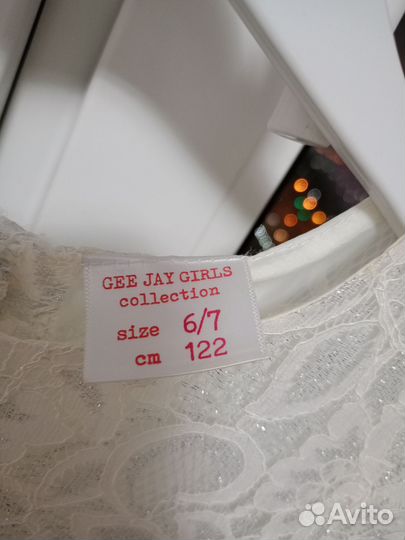 GEE JAY GIRLS
collection
size 6/7
cm 122
Avito